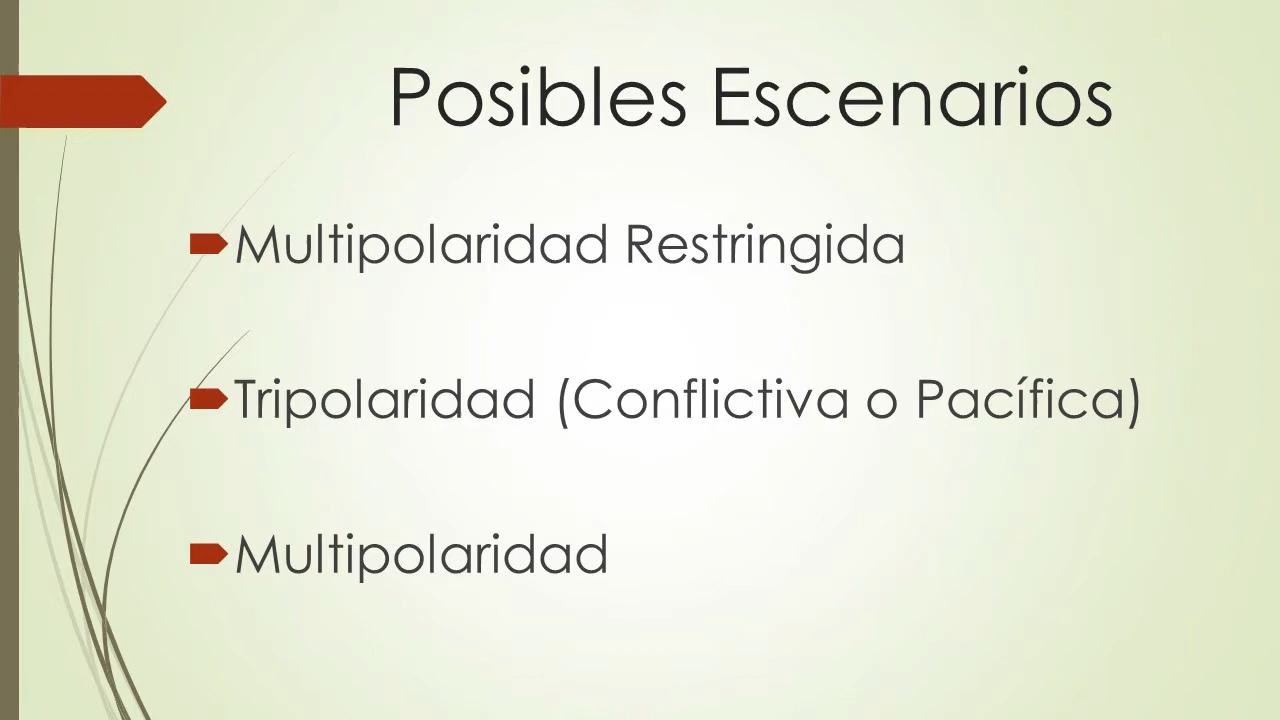 Posibles Escenarios
Multipolaridad Restringida
Tripolaridad (Conflictiva o Pacífica)
Multipolaridad